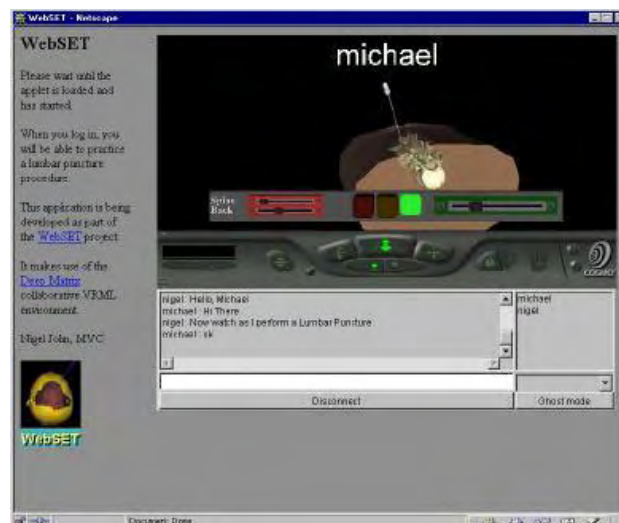 WebSET - Netscape
WebSET
Please wait until the
applet is loaded and
has started.
When you log in, you
will be able to practice
a lumbar puncture
procedure.
This application is being
developed as part of
the WebSET project.
It makes use of the
Deep Matrix
collaborative VRML
environment.
Nigel John, MVC
WebSET
michael
Spine
Back
COSMO
nigel: Hello, Michael
michael: Hi There
nigel: Now watch as I perform a Lumbar Puncture
michael: ok
michael
nigel
Disconnect
Ghost mode
Document: Done